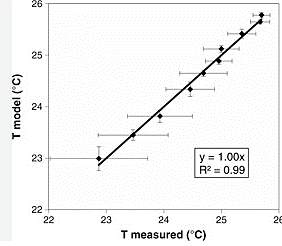 26
25
24
23
22
T model (°C)
y = 1.00x
R² = 0.99
22
23
24
25
26
T measured (°C)